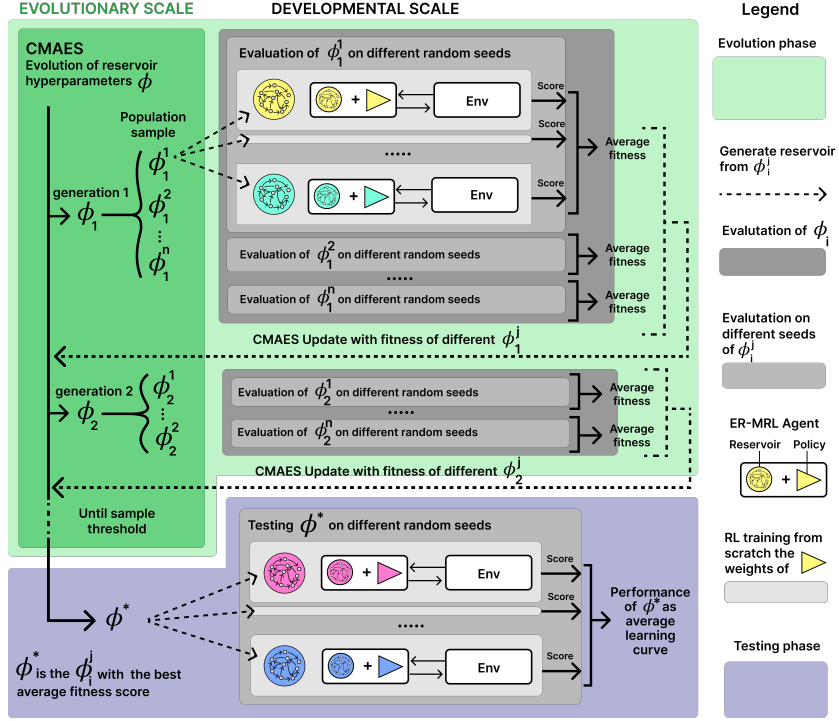 EVOLUTIONARY SCALE
DEVELOPMENTAL SCALE
Legend
CMAES
Evolution of reservoir
hyperparameters ϕ
Population
sample
generation 1
ϕ₁
ϕ₁¹
ϕ₁²
⋮
ϕ₁ⁿ
Evaluation of ϕ₁¹ on different random seeds
+
Env
Score
Score
.....
+
Env
Score
Average
fitness
Evaluation of ϕ₁² on different random seeds
Average
fitness
.....
Evaluation of ϕ₁ⁿ on different random seeds
Average
fitness
CMAES Update with fitness of different ϕ₁ʲ
generation 2
ϕ₂
ϕ₂¹
⋮
ϕ₂²
Evaluation of ϕ₂¹ on different random seeds
Average
fitness
.....
Evaluation of ϕ₂ⁿ on different random seeds
Average
fitness
CMAES Update with fitness of different ϕ₂ʲ
Until sample
threshold
ϕ*
ϕ* is the ϕᵢʲ with the best
average fitness score
Testing ϕ* on different random seeds
+
Env
Score
Score
.....
+
Env
Score
Performance
of ϕ* as
average
learning
curve
Evolution phase
Generate reservoir
from ϕᵢʲ
Evalutation of ϕᵢ
Evalutation on
different seeds
of ϕᵢʲ
ER-MRL Agent
Reservoir Policy
+
RL training from
scratch the
weights of
Testing phase